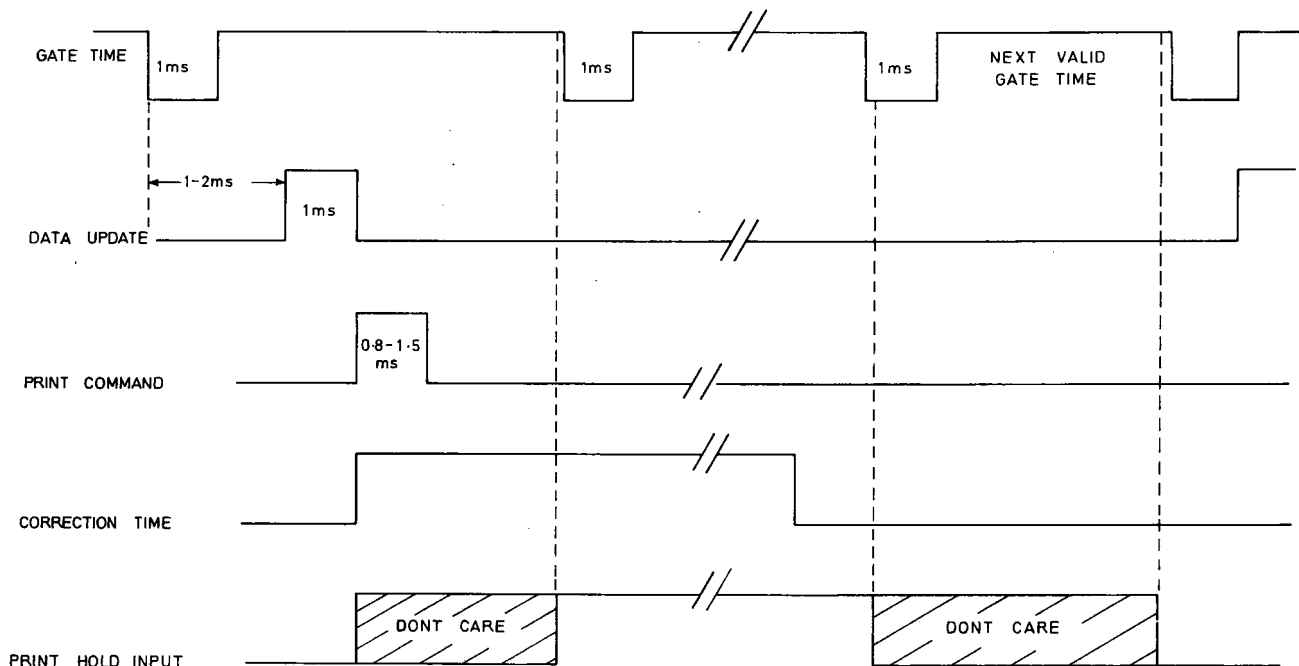 GATE TIME
1ms
1ms
1ms
NEXT VALID
GATE TIME
1-2ms
1ms
DATA UPDATE
0·8-1·5
ms
PRINT COMMAND
CORRECTION TIME
DONT CARE
DONT CARE
PRINT HOLD INPUT